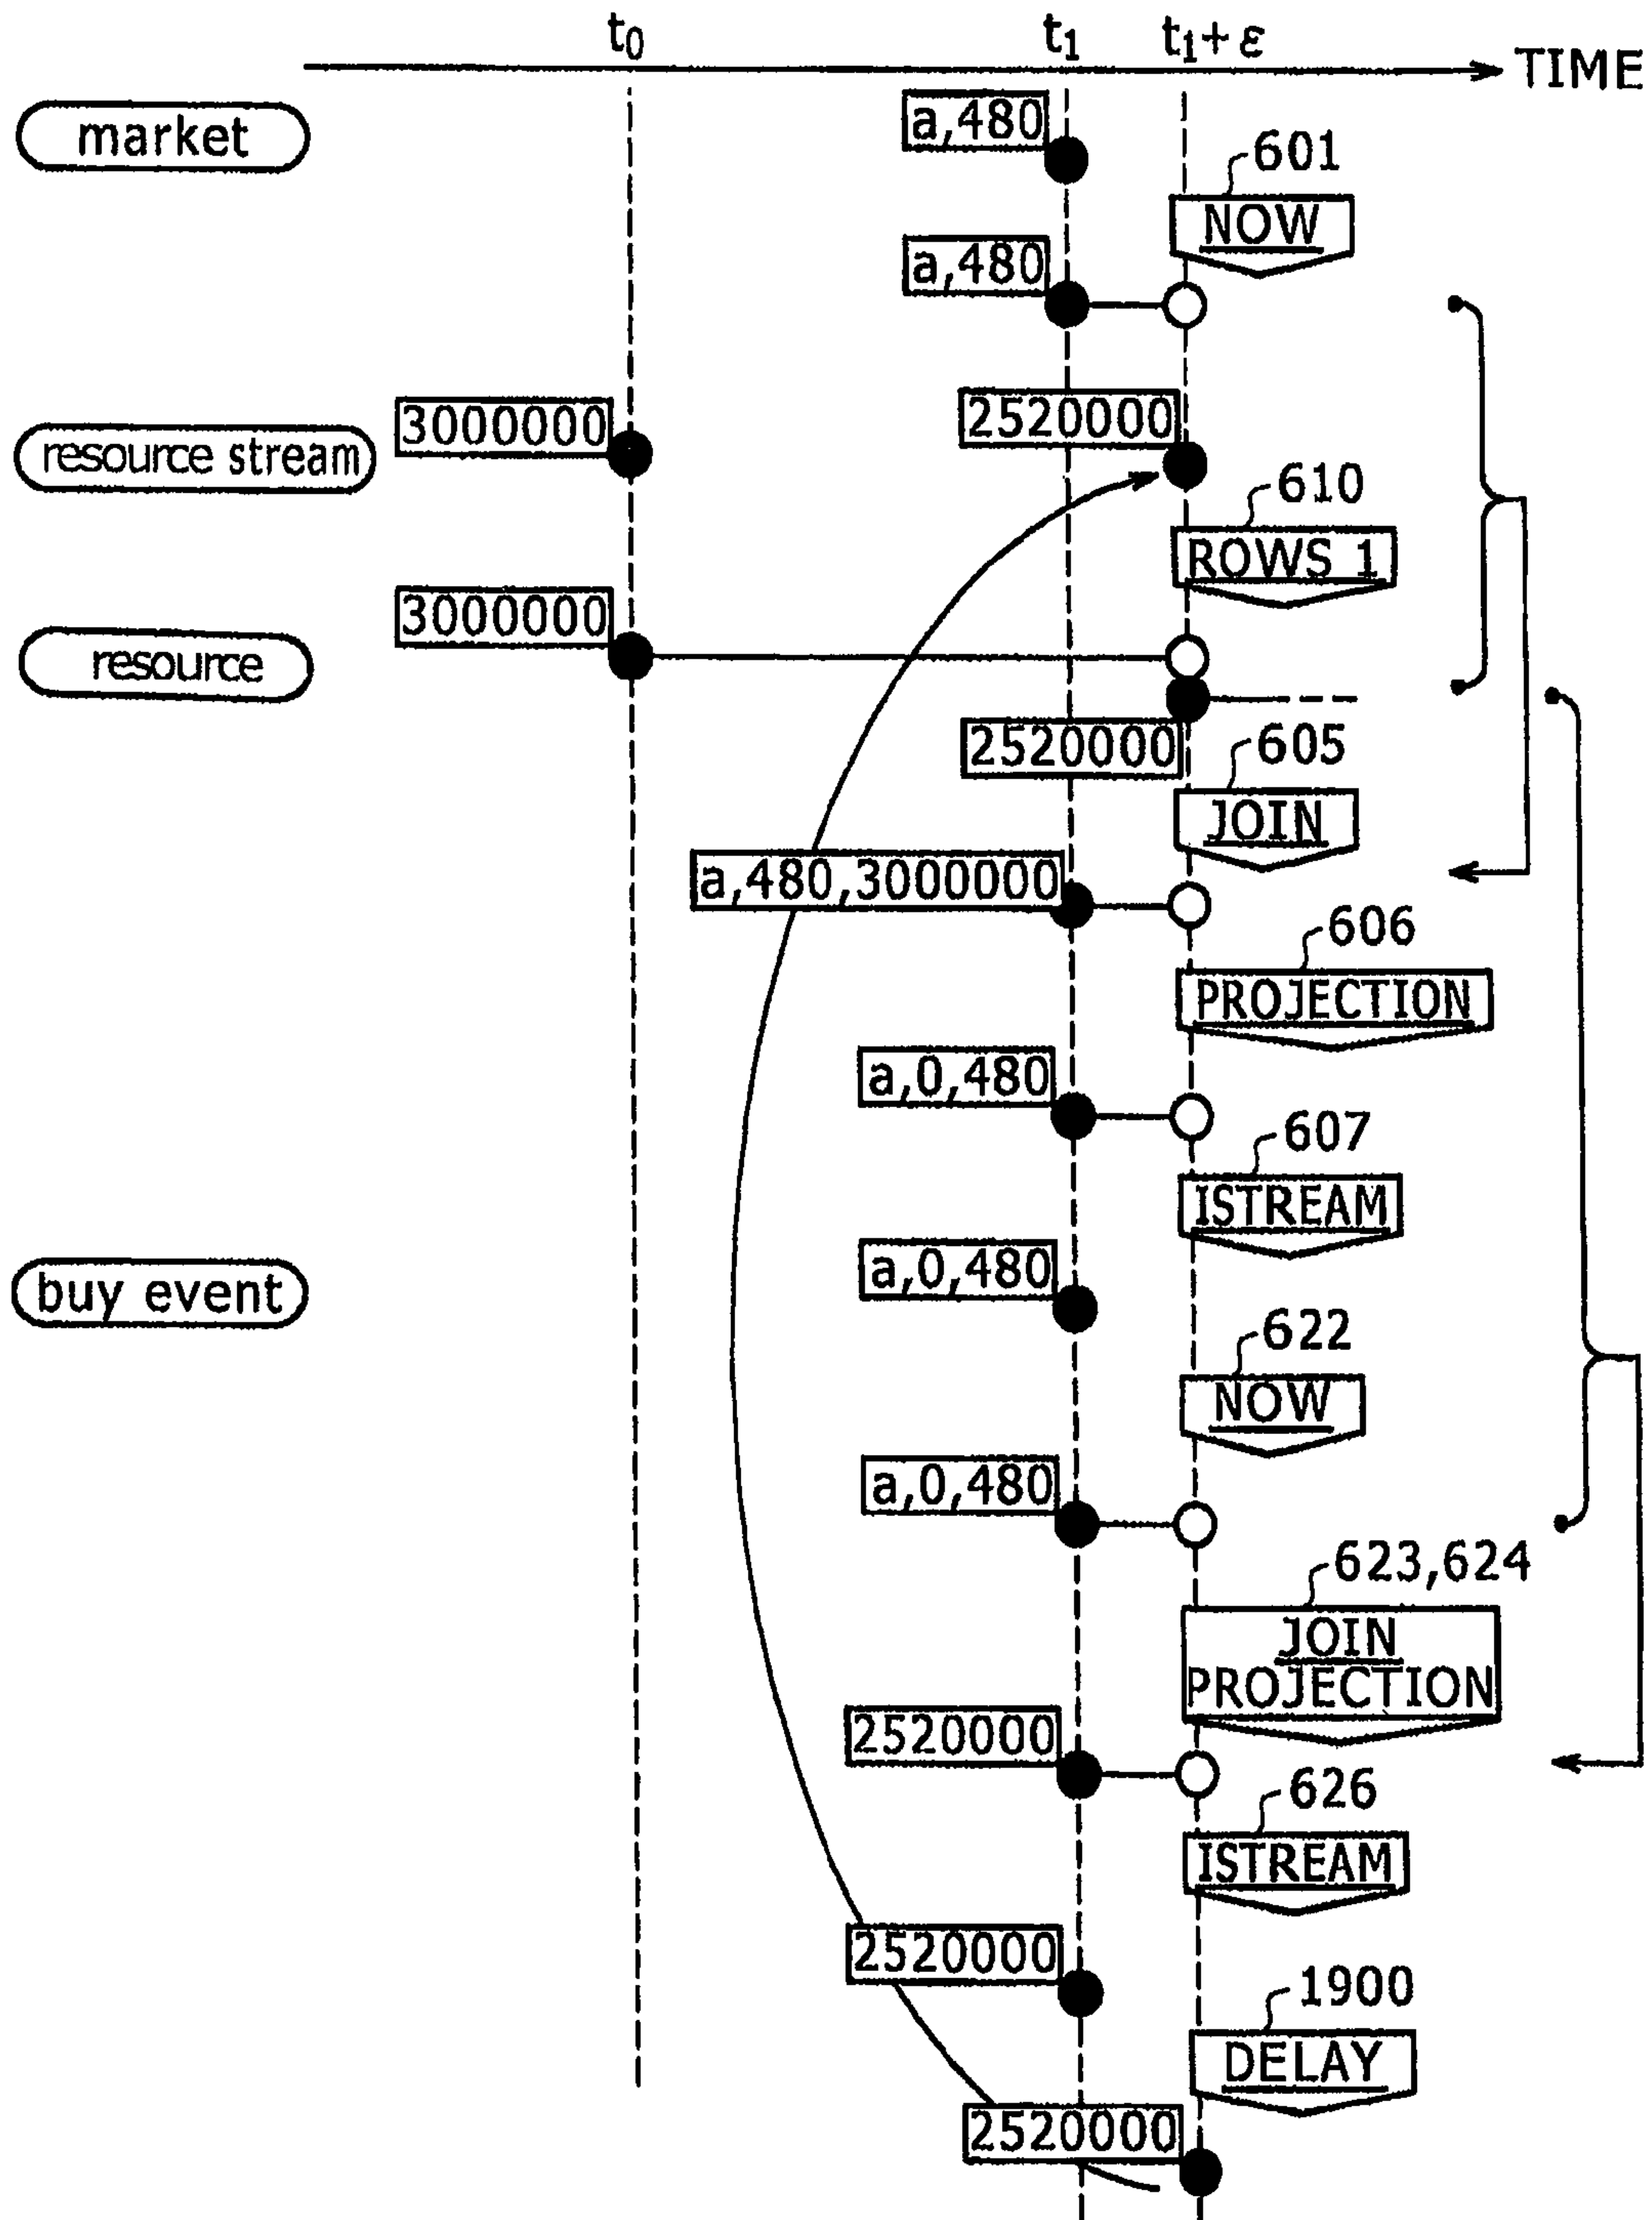 t₀ t₁ t₁+ε TIME
market
a,480
601
NOW
a,480
resource stream
3000000
2520000
610
ROWS 1
3000000
resource
2520000
605
JOIN
a,480,3000000
606
PROJECTION
a,0,480
607
ISTREAM
buy event
a,0,480
622
NOW
a,0,480
623,624
JOIN
PROJECTION
2520000
626
ISTREAM
2520000
1900
DELAY
2520000